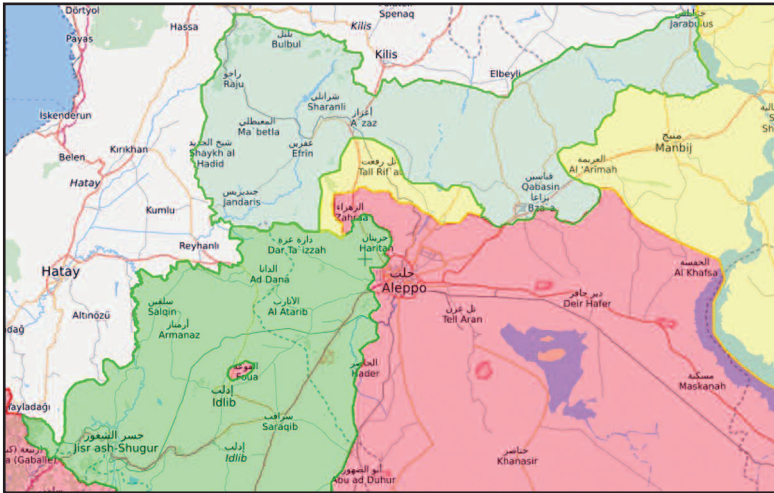 Dörtyol
Payas
Hassa
Kilis
Spenaq
Kilis
بلبل
Bulbul
جرابلس
Jarabulus
Elbeyli
راجو
Raju
شرانلي
Sharanli
أعزاز
A`zaz
İskenderun
المعبطلي
Ma`betla
عفرين
Efrin
شيخ الحديد
Shaykh al
Hadid
Belen
Kırıkhan
Hatay
منبج
Manbij
العريمة
Al `Arimah
تل رفعت
Tall Rif`at
قباسين
Qabasin
بزاعا
Bza`a
جنديرس
Jandaris
Kumlu
الزهراء
Zahraa
Reyhanlı
دارة عزة
Dar Ta`izzah
حريتان
Haritan
Hatay
الدانا
Ad Dana
حلب
Aleppo
الخفسة
Al Khafsa
دير حافر
Deir Hafer
Altınözü
سلقين
Salqin
أرمناز
Armanaz
الأتارب
Al Atarib
تل عرن
Tell Aran
الفوعة
Foua
الحاضر
Hader
مسكنة
Maskanah
إدلب
Idlib
Yayladağı
سراقب
Saraqib
جسر الشغور
Jisr ash-Shugur
إدلب
Idlib
خناصر
Khanasir
أبو الضهور
Abu ad Duhur